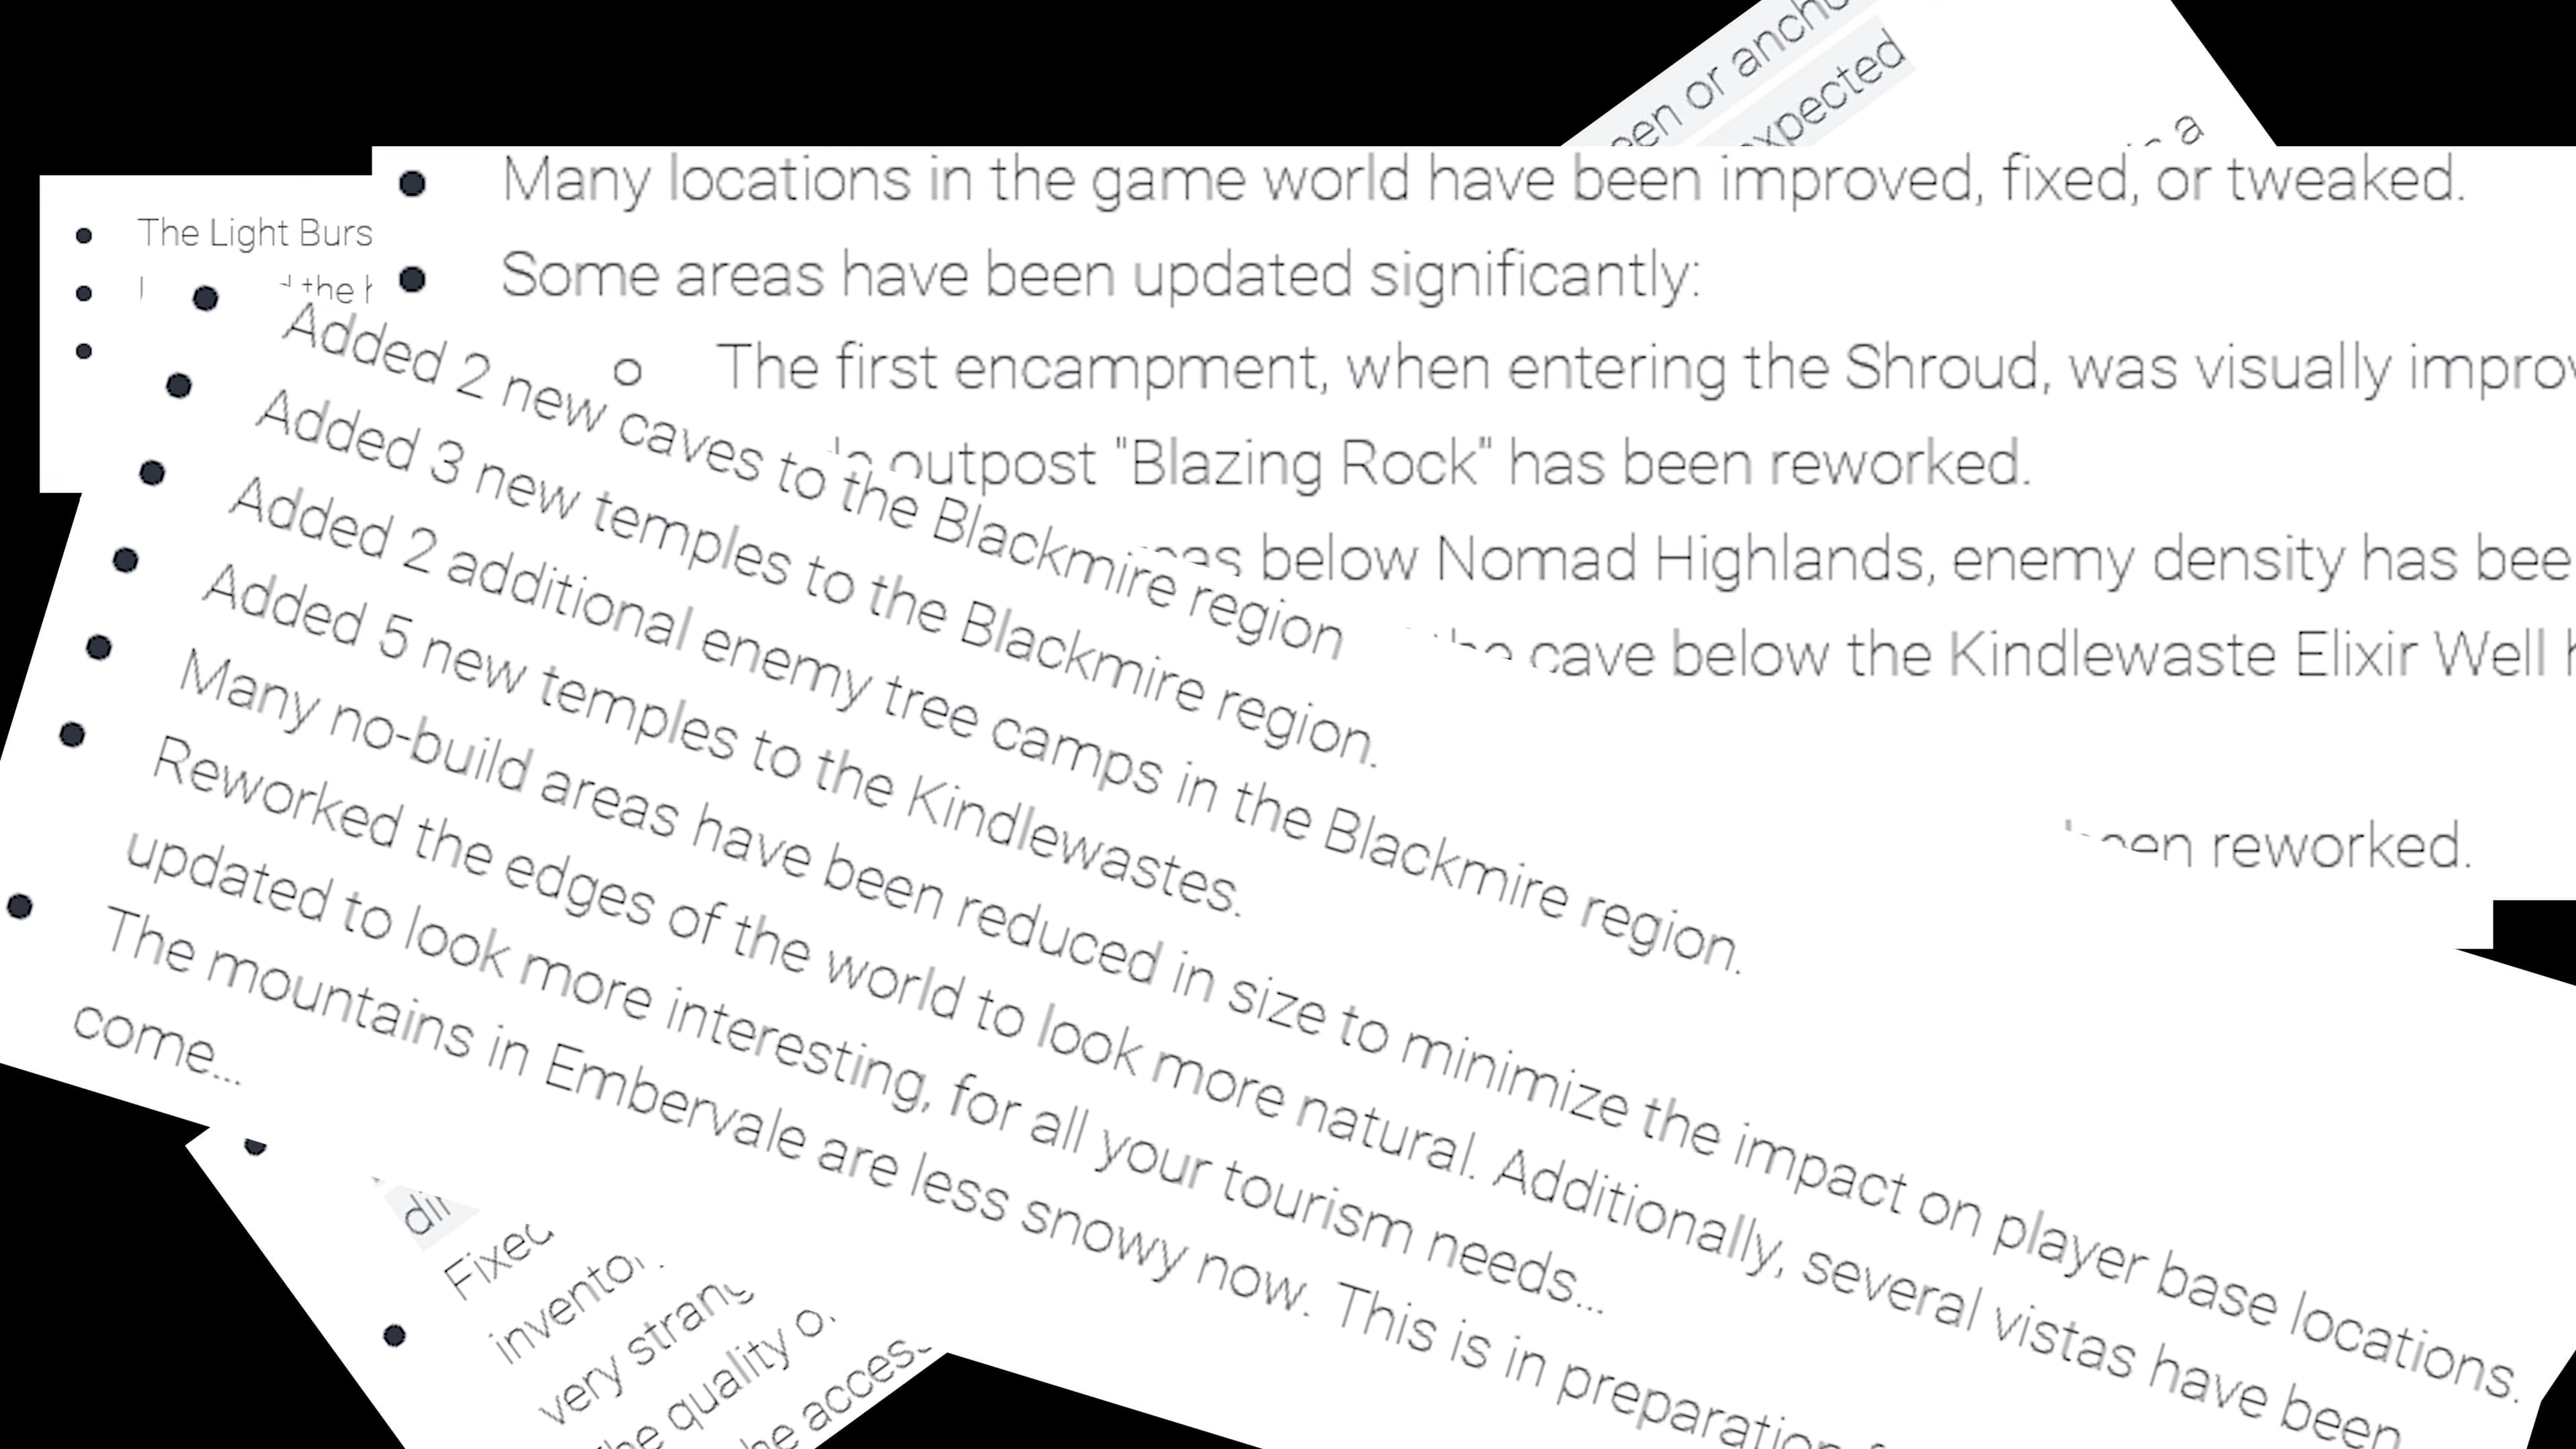 een or
expected
a
Many locations in the game world have been improved, fixed, or tweaked.
Some areas have been updated significantly:
The first encampment, when entering the Shroud, was visually
outpost "Blazing Rock" has been reworked.
below Nomad Highlands, enemy density has
cave below the Kindlewaste Elixir Well
reworked.
The Light
the
Added 2 new caves to the Blackmire region
Added 3 new temples to the Blackmire region.
Added 2 additional enemy tree camps in the Blackmire region.
Added 5 new temples to the Kindlewastes.
Many no-build areas have been reduced in size to minimize the impact on player base locations.
Reworked the edges of the world to look more natural. Additionally, several vistas have been
updated to look more interesting, for all your tourism needs...
The mountains in Embervale are less snowy now. This is in preparation
come...
Fixed
very
quality